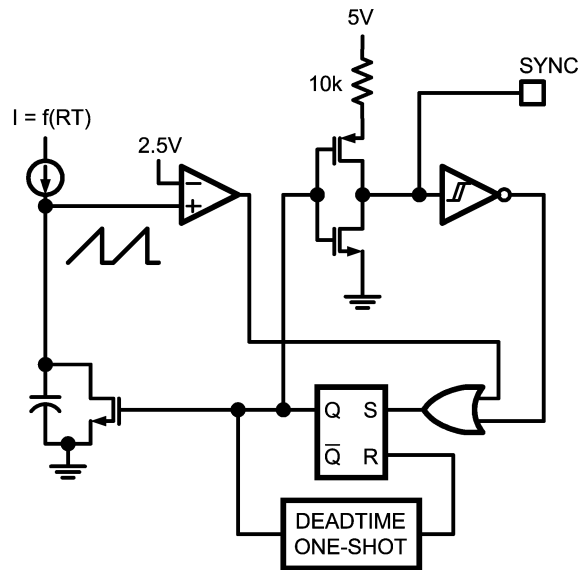 5V
SYNC
10k
I = f(RT)
2.5V
−
+
Q S
Q̅ R
DEADTIME
ONE-SHOT